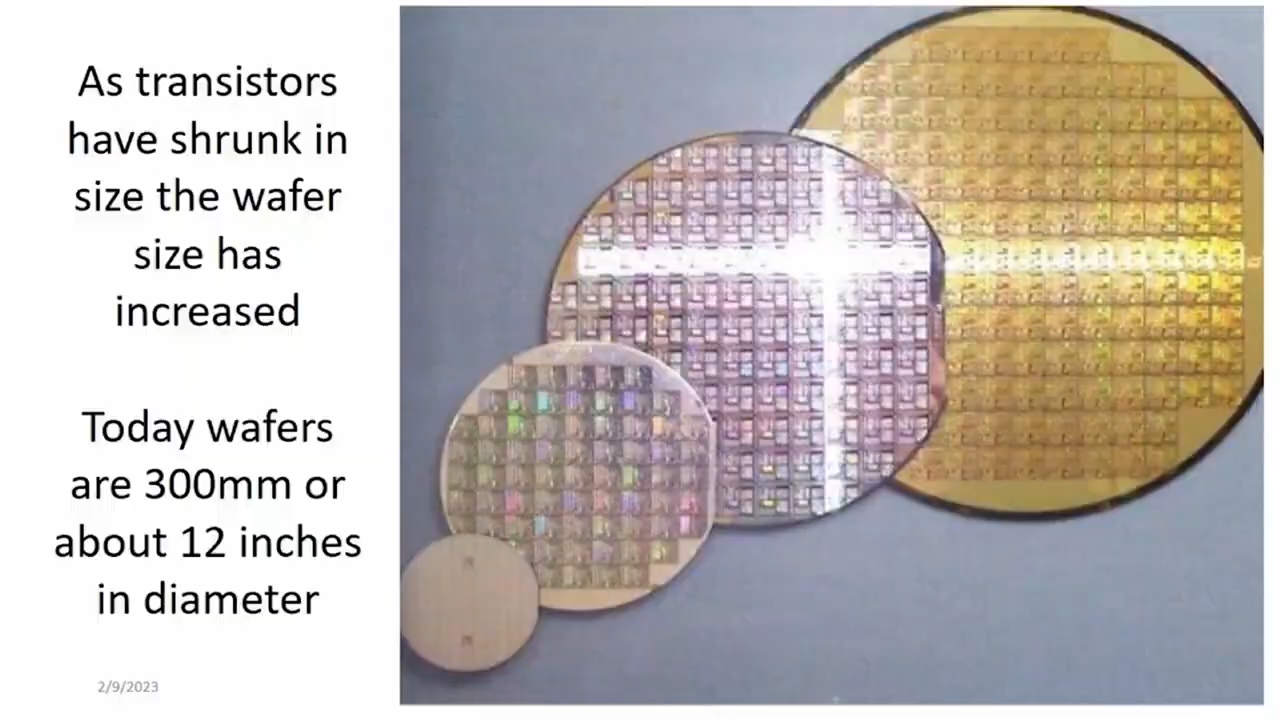 As transistors
have shrunk in
size the wafer
size has
increased
Today wafers
are 300mm or
about 12 inches
in diameter
2/9/2023